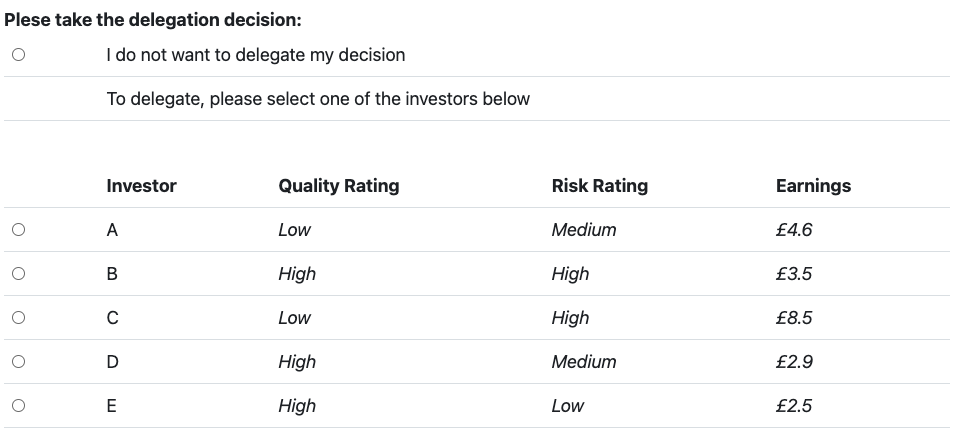 Plese take the delegation decision:
I do not want to delegate my decision
To delegate, please select one of the investors below
Investor Quality Rating Risk Rating Earnings
A Low Medium £4.6
B High High £3.5
C Low High £8.5
D High Medium £2.9
E High Low £2.5